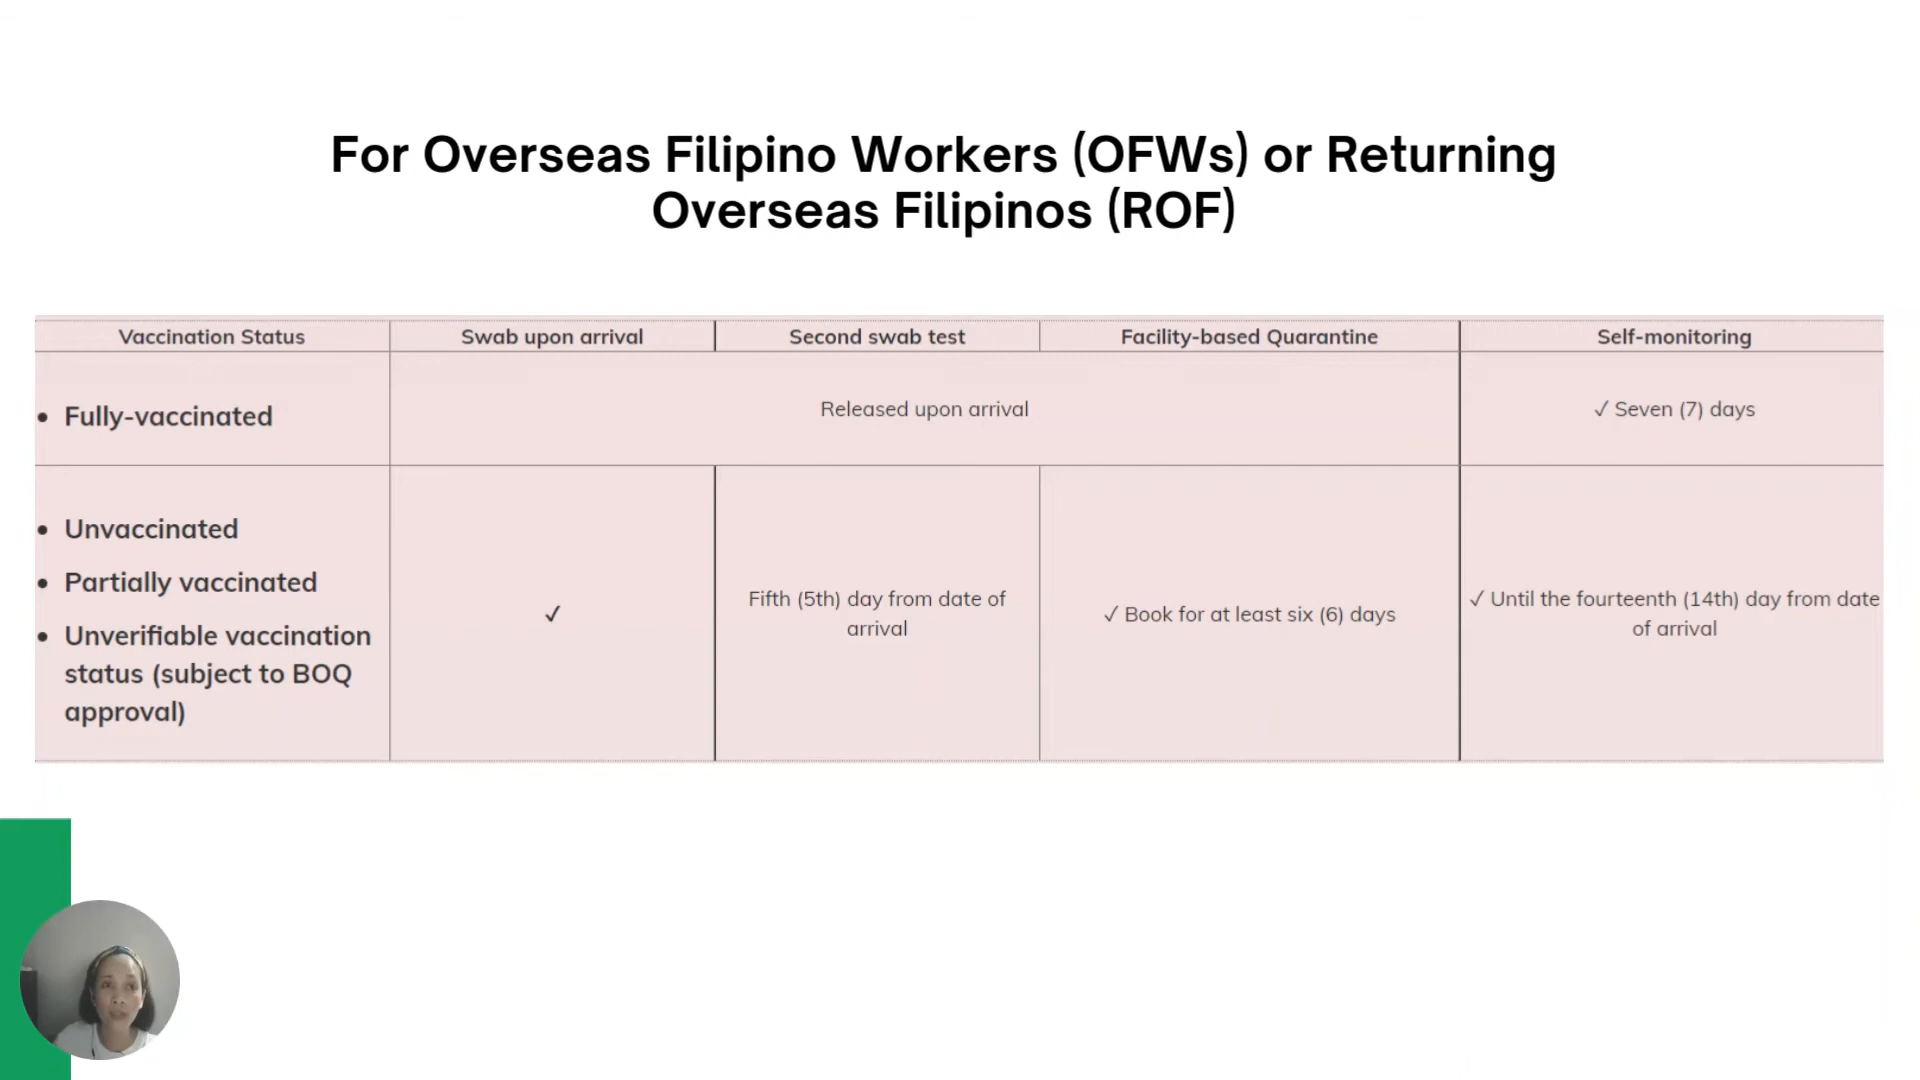 For Overseas Filipino Workers (OFWs) or Returning
Overseas Filipinos (ROF)
Vaccination Status
Swab upon arrival
Second swab test
Facility-based Quarantine
Self-monitoring
• Fully-vaccinated
Released upon arrival
✓ Seven (7) days
• Unvaccinated
• Partially vaccinated
• Unverifiable vaccination
status (subject to BOQ
approval)
✓
Fifth (5th) day from date of
arrival
✓ Book for at least six (6) days
✓ Until the fourteenth (14th) day from date
of arrival